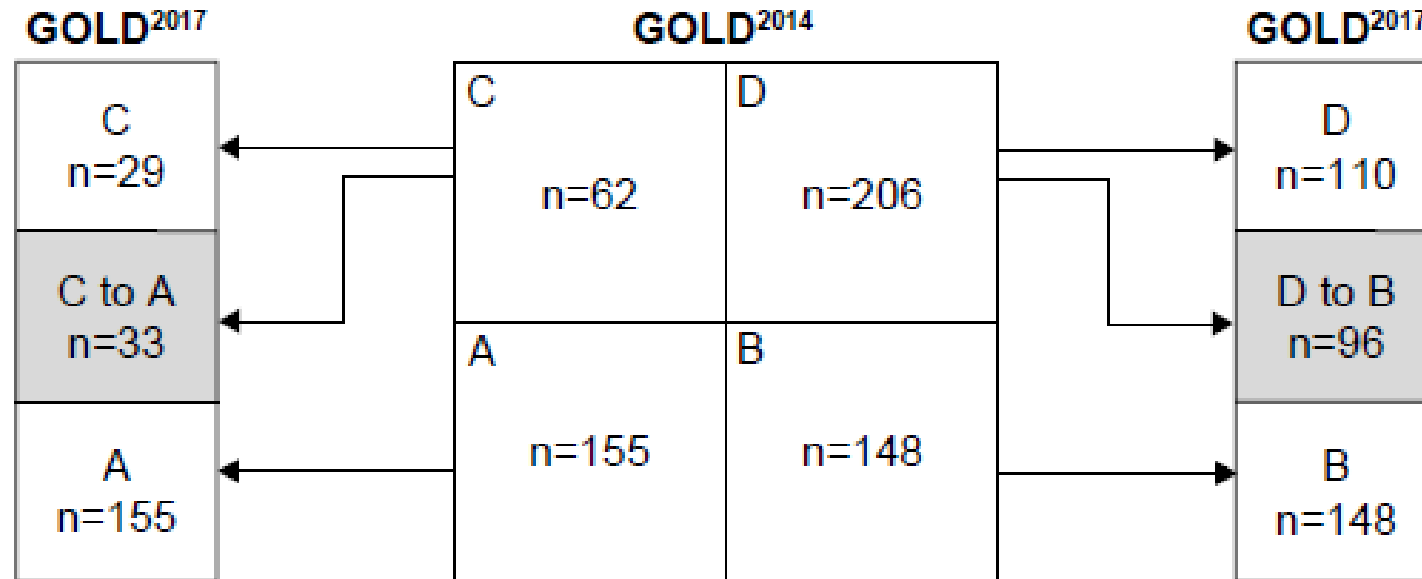 GOLD²⁰¹⁷
GOLD²⁰¹⁴
GOLD²⁰¹⁷
C
n=29
C to A
n=33
A
n=155
C
n=62
D
n=206
A
n=155
B
n=148
D
n=110
D to B
n=96
B
n=148